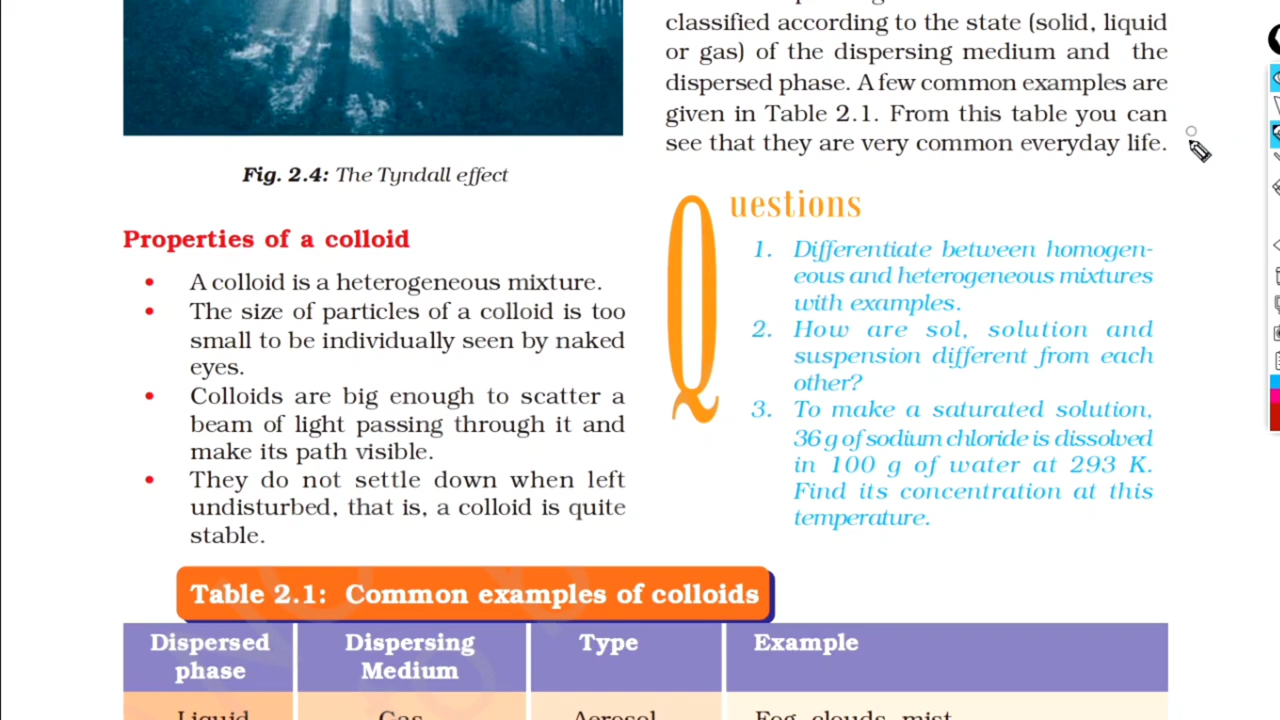 classified according to the state (solid, liquid
or gas) of the dispersing medium and the
dispersed phase. A few common examples are
given in Table 2.1. From this table you can
see that they are very common everyday life.
Fig. 2.4: The Tyndall effect
Properties of a colloid
• A colloid is a heterogeneous mixture.
• The size of particles of a colloid is too
small to be individually seen by naked
eyes.
• Colloids are big enough to scatter a
beam of light passing through it and
make its path visible.
• They do not settle down when left
undisturbed, that is, a colloid is quite
stable.
Questions
1. Differentiate between homogen-
eous and heterogeneous mixtures
with examples.
2. How are sol, solution and
suspension different from each
other?
3. To make a saturated solution,
36 g of sodium chloride is dissolved
in 100 g of water at 293 K.
Find its concentration at this
temperature.
Table 2.1: Common examples of colloids
Dispersed phase Dispersing Medium Type Example
Liquid Gas Aerosol Fog, clouds, mist